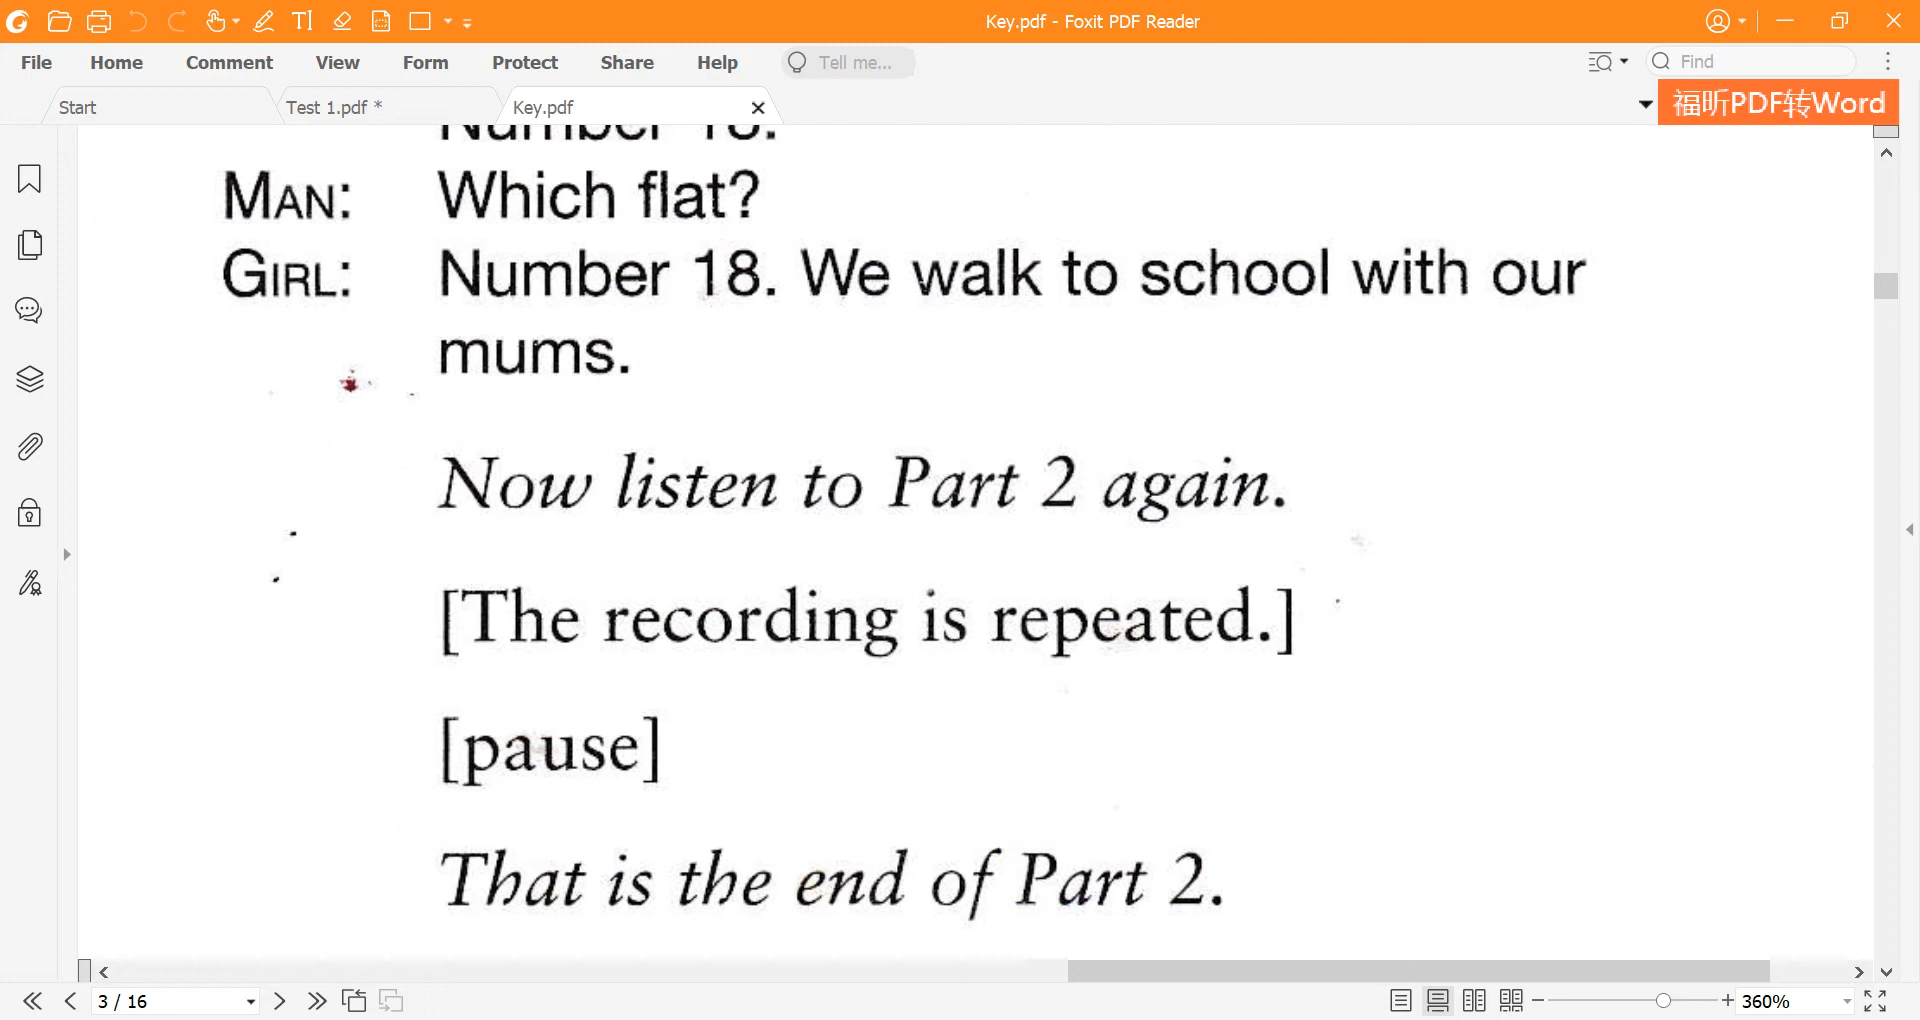 Key.pdf - Foxit PDF Reader
File Home Comment View Form Protect Share Help Tell me... Find
Start Test 1.pdf * Key.pdf 福昕PDF转Word
Number 18.
MAN: Which flat?
GIRL: Number 18. We walk to school with our
mums.
Now listen to Part 2 again.
[The recording is repeated.]
[pause]
That is the end of Part 2.
3 / 16 360%